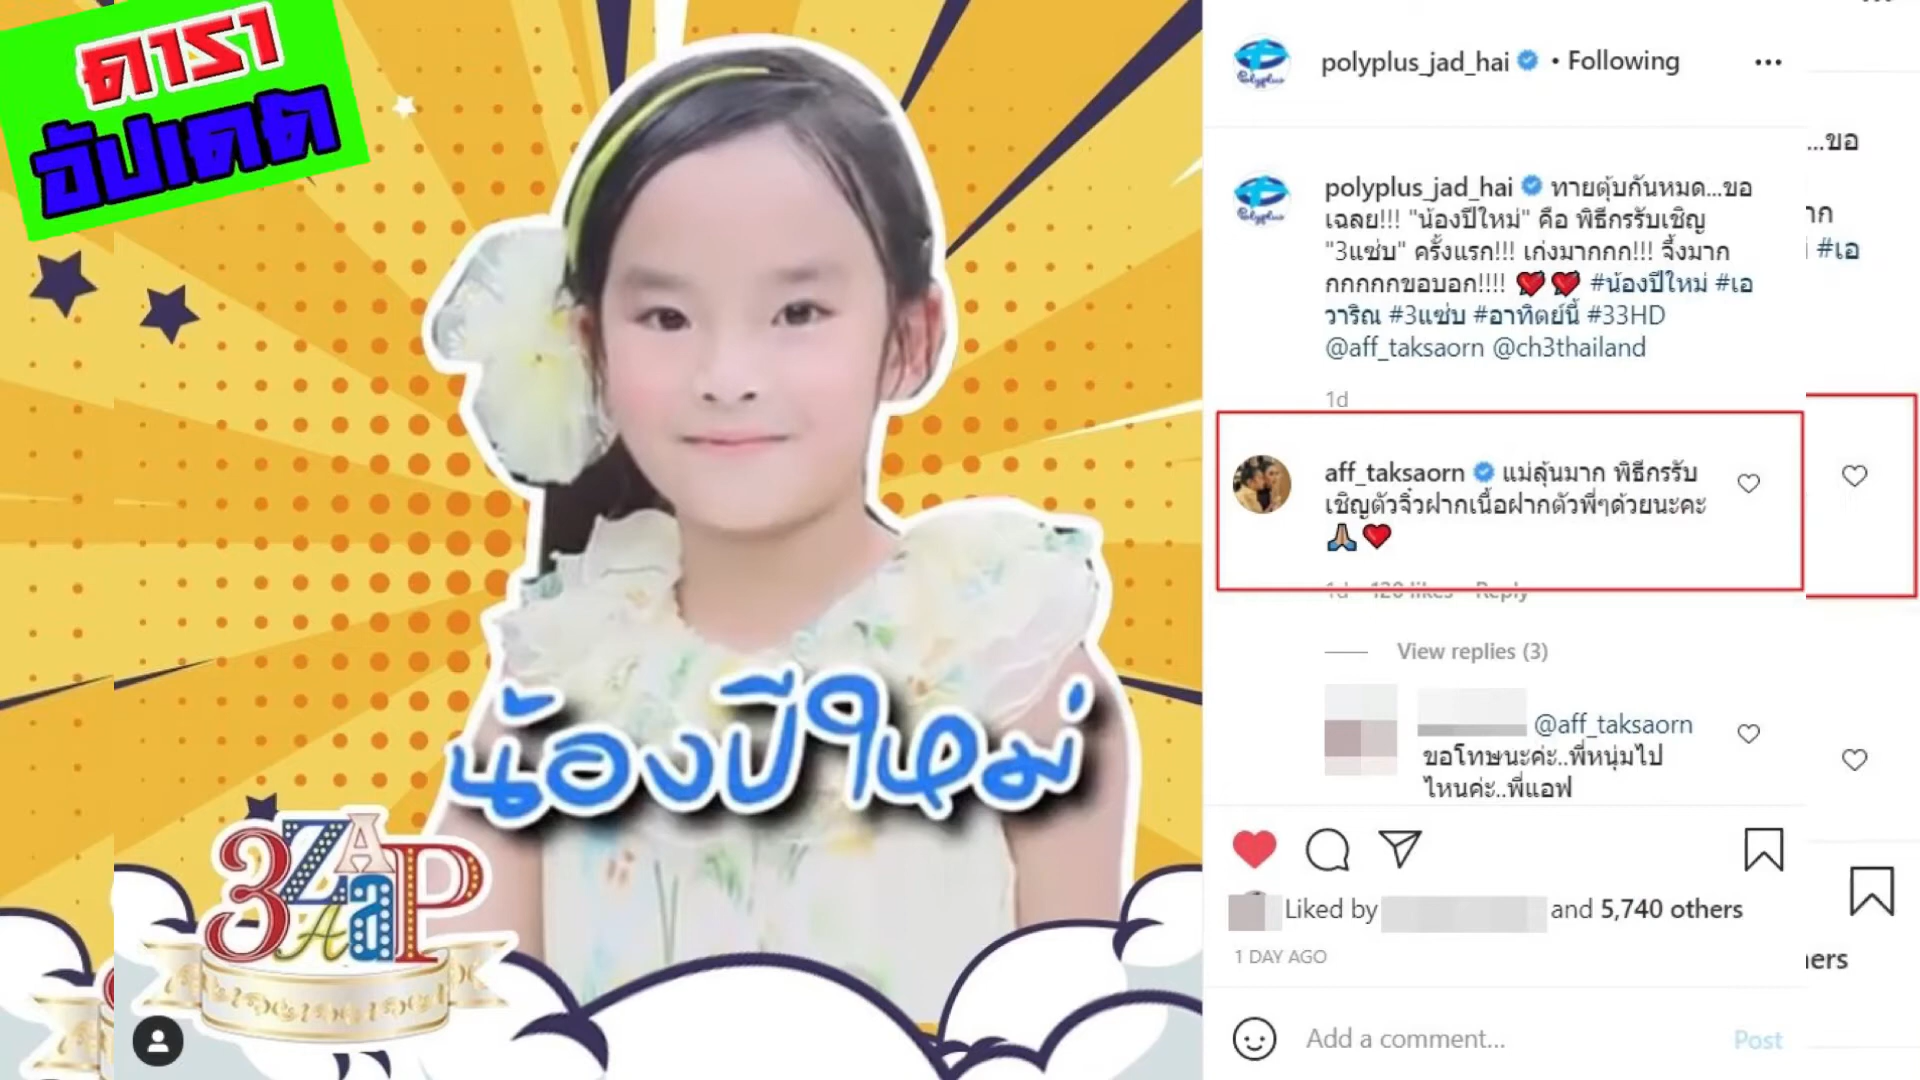 ดารา
อัปเดต
น้องปีใหม่
3ZAAaP
polyplus_jad_hai • Following
polyplus_jad_hai ทายตุ้บกันหมด...ขอ
เฉลย!!! "น้องปีใหม่" คือ พิธีกรรับเชิญ
"3แซ่บ" ครั้งแรก!!! เก่งมากกก!!! จึ้งมาก
กกกกกขอบอก!!!! ❤️❤️ #น้องปีใหม่ #เอ
วาริณ #3แซ่บ #อาทิตย์นี้ #33HD
@aff_taksaorn @ch3thailand
1d
aff_taksaorn แม่ลุ้นมาก พิธีกรรับ
เชิญตัวจิ๋วฝากเนื้อฝากตัวพี่ๆด้วยนะคะ
🙏🏽❤️
1d 120 likes Reply
View replies (3)
@aff_taksaorn
ขอโทษนะค่ะ..พี่หนุ่มไป
ไหนค่ะ..พี่แอฟ
Liked by and 5,740 others
1 DAY AGO
Add a comment... Post
...ขอ
#เอ